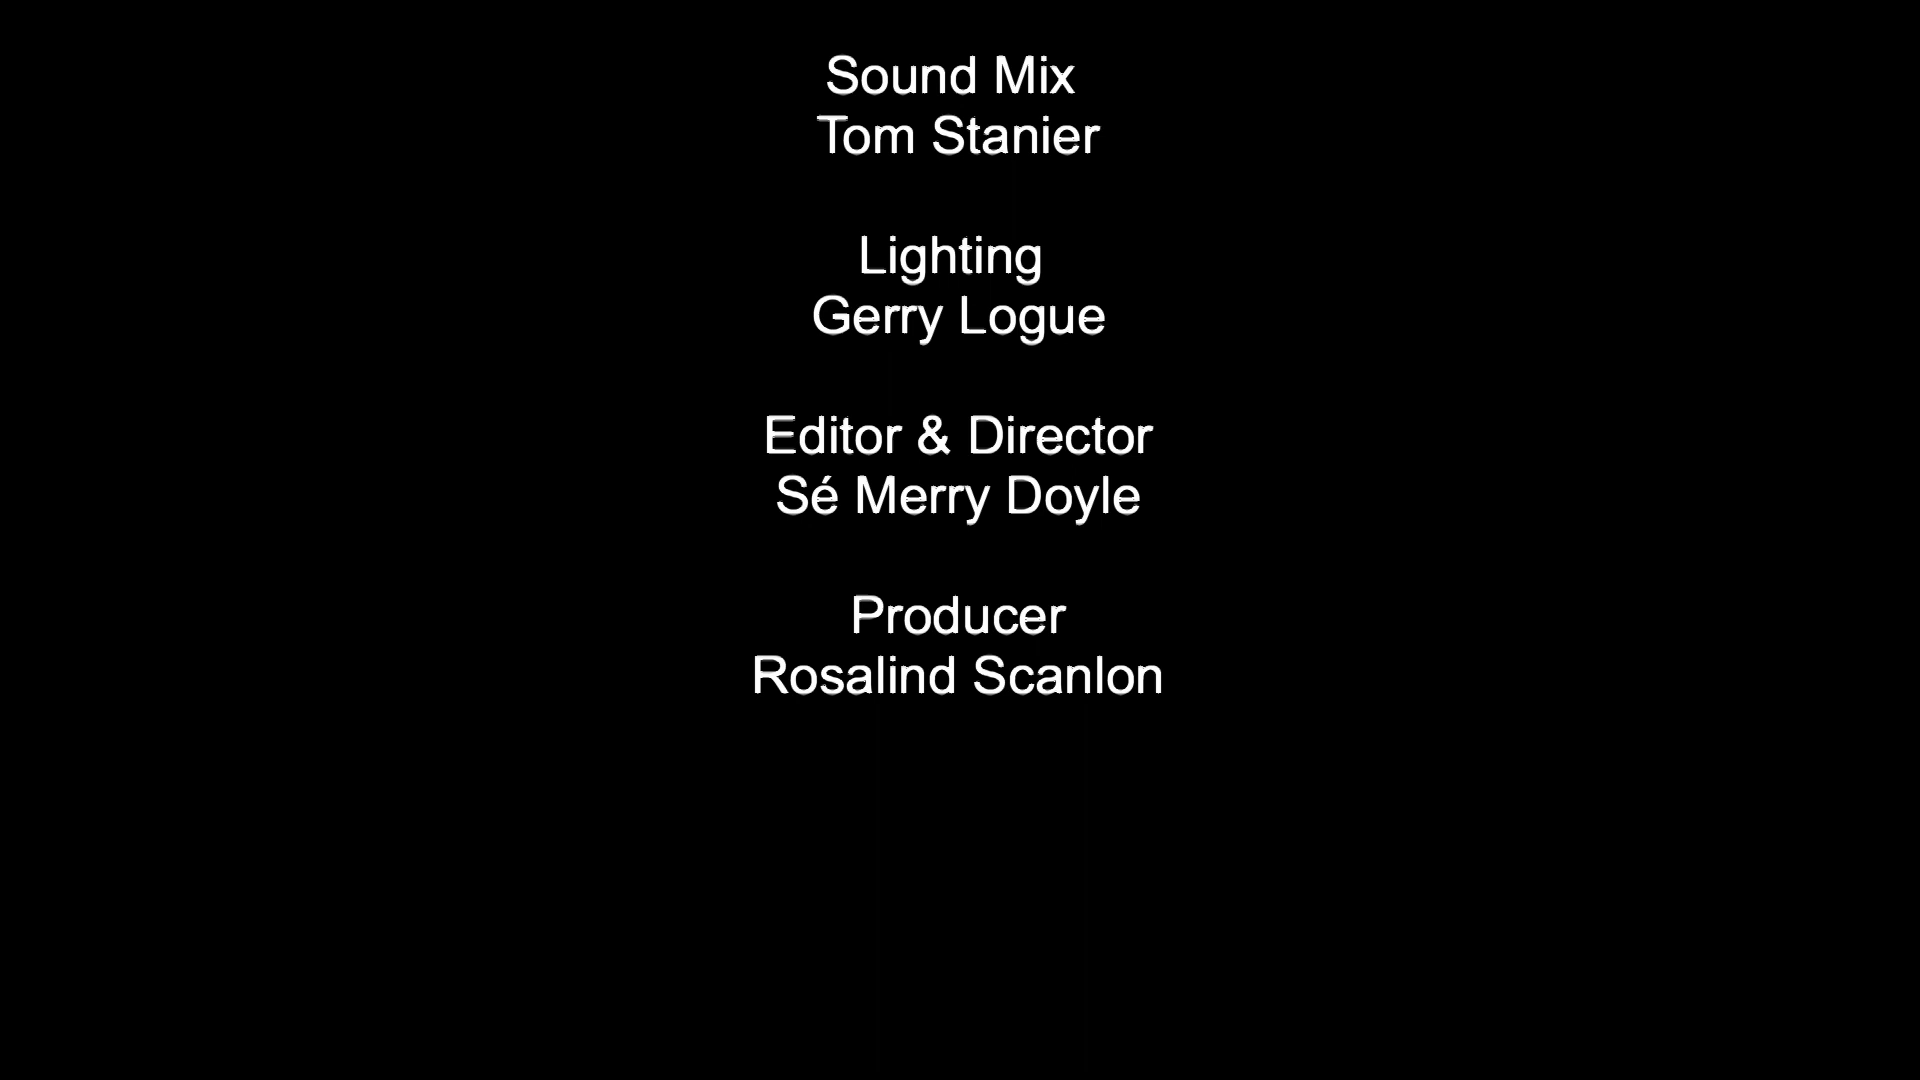 Sound Mix
Tom Stanier
Lighting
Gerry Logue
Editor & Director
Sé Merry Doyle
Producer
Rosalind Scanlon